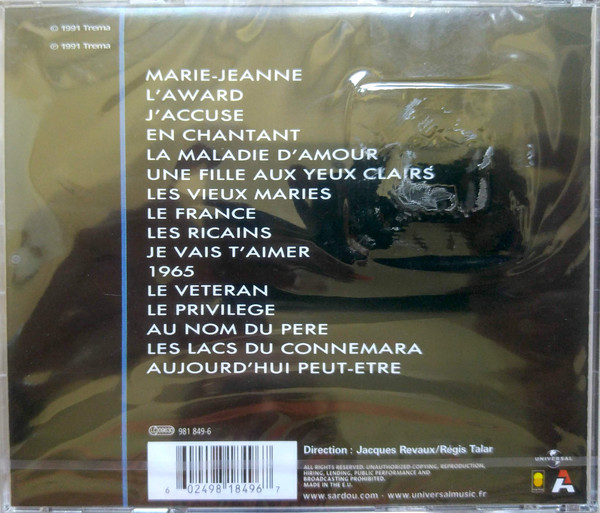 ℗ 1991 Trema
© 1991 Trema
MARIE-JEANNE
L'AWARD
J'ACCUSE
EN CHANTANT
LA MALADIE D'AMOUR
UNE FILLE AUX YEUX CLAIRS
LES VIEUX MARIES
LE FRANCE
LES RICAINS
JE VAIS T'AIMER
1965
LE VETERAN
LE PRIVILEGE
AU NOM DU PERE
LES LACS DU CONNEMARA
AUJOURD'HUI PEUT-ETRE
981 849-6
Direction : Jacques Revaux/Régis Talar
ALL RIGHTS RESERVED. UNAUTHORIZED COPYING, REPRODUCTION,
HIRING, LENDING, PUBLIC PERFORMANCE AND
BROADCASTING PROHIBITED.
MADE IN THE E.U.
UNIVERSAL
www.sardou.com - www.universalmusic.fr
6 02498 18496 7